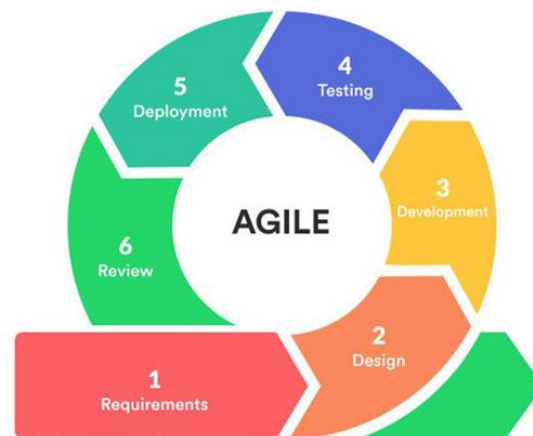 AGILE
1
Requirements
2
Design
3
Development
4
Testing
5
Deployment
6
Review